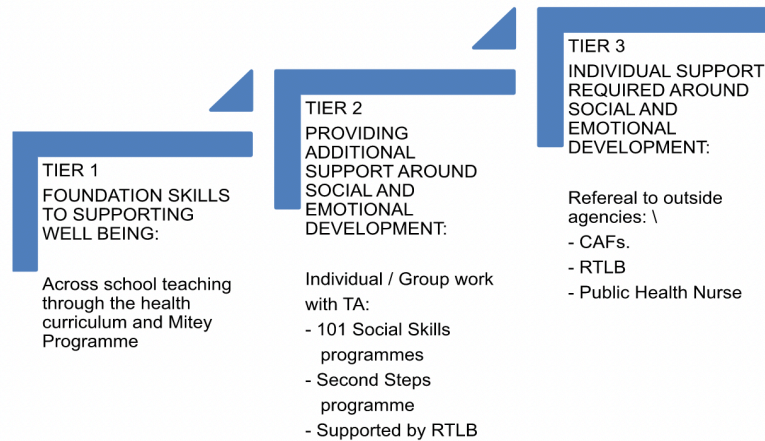 TIER 1
FOUNDATION SKILLS
TO SUPPORTING
WELL BEING:
Across school teaching
through the health
curriculum and Mitey
Programme
TIER 2
PROVIDING
ADDITIONAL
SUPPORT AROUND
SOCIAL AND
EMOTIONAL
DEVELOPMENT:
Individual / Group work
with TA:
- 101 Social Skills
programmes
- Second Steps
programme
- Supported by RTLB
TIER 3
INDIVIDUAL SUPPORT
REQUIRED AROUND
SOCIAL AND
EMOTIONAL
DEVELOPMENT:
Refereal to outside
agencies: \
- CAFs.
- RTLB
- Public Health Nurse